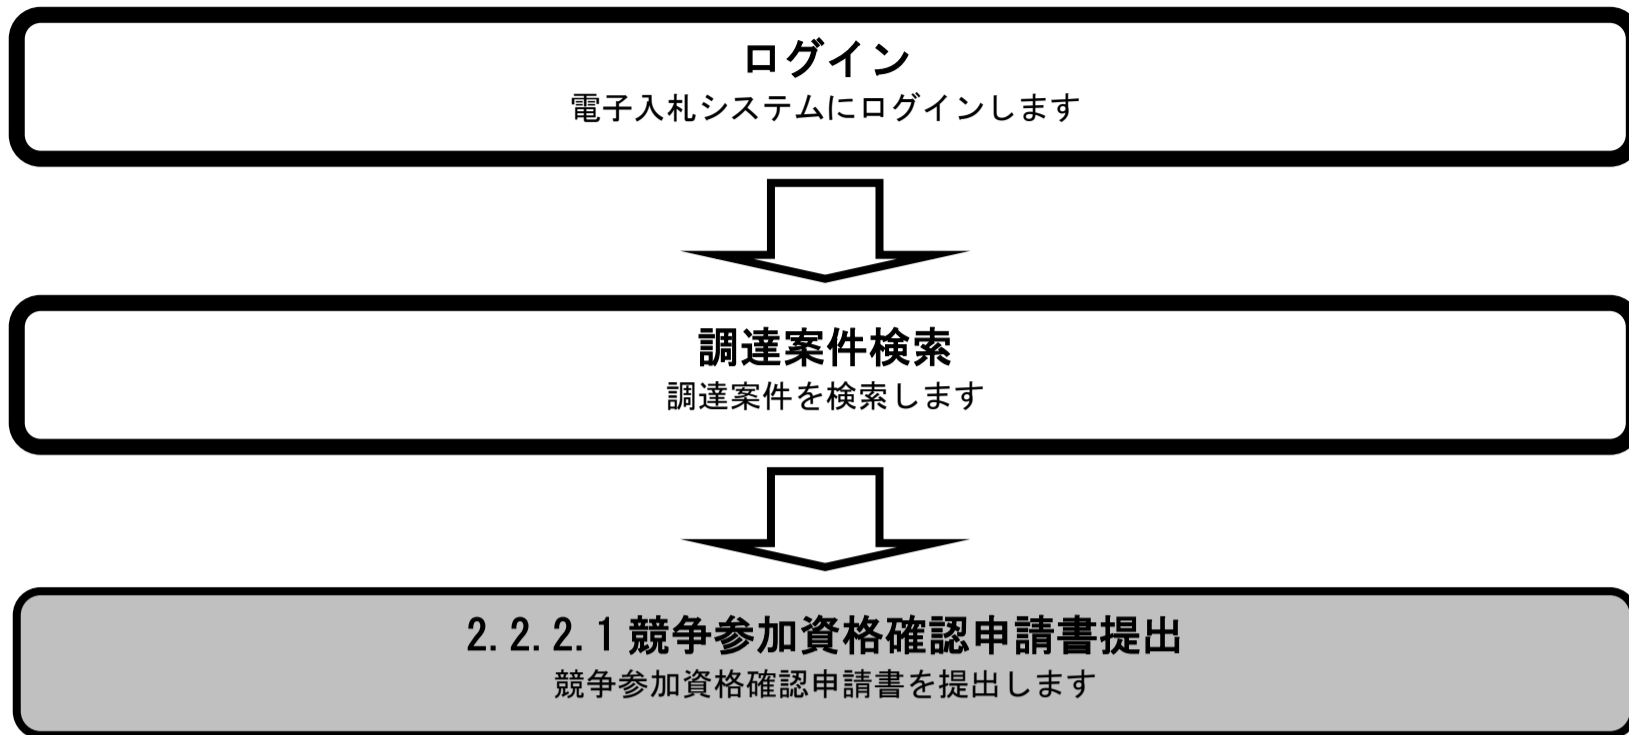 ログイン
電子入札システムにログインします
調達案件検索
調達案件を検索します
2.2.2.1 競争参加資格確認申請書提出
競争参加資格確認申請書を提出します